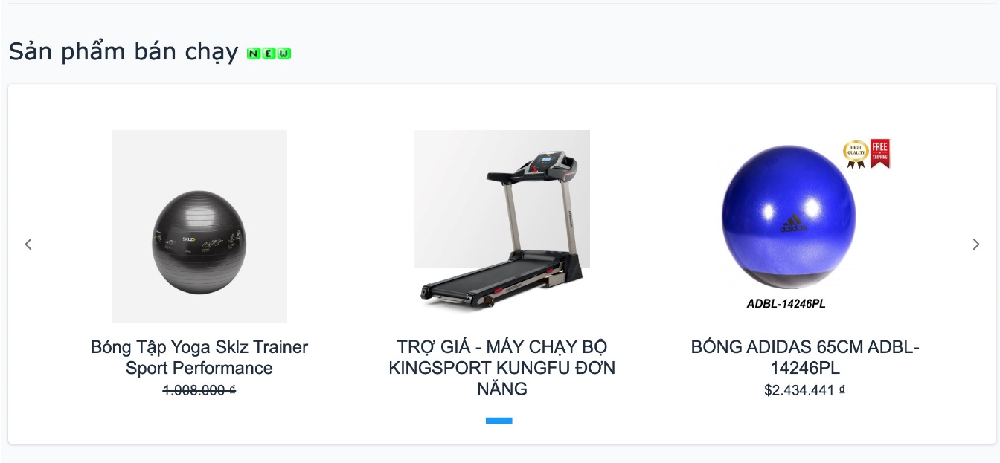 Sản phẩm bán chạy NEW
SKLZ
HIGH
QUALITY
FREE
SHIPPING
adidas
ADBL-14246PL
Bóng Tập Yoga Sklz Trainer
Sport Performance
1.008.000 ₫
TRỢ GIÁ - MÁY CHẠY BỘ
KINGSPORT KUNGFU ĐƠN
NĂNG
BÓNG ADIDAS 65CM ADBL-
14246PL
$2.434.441 ₫